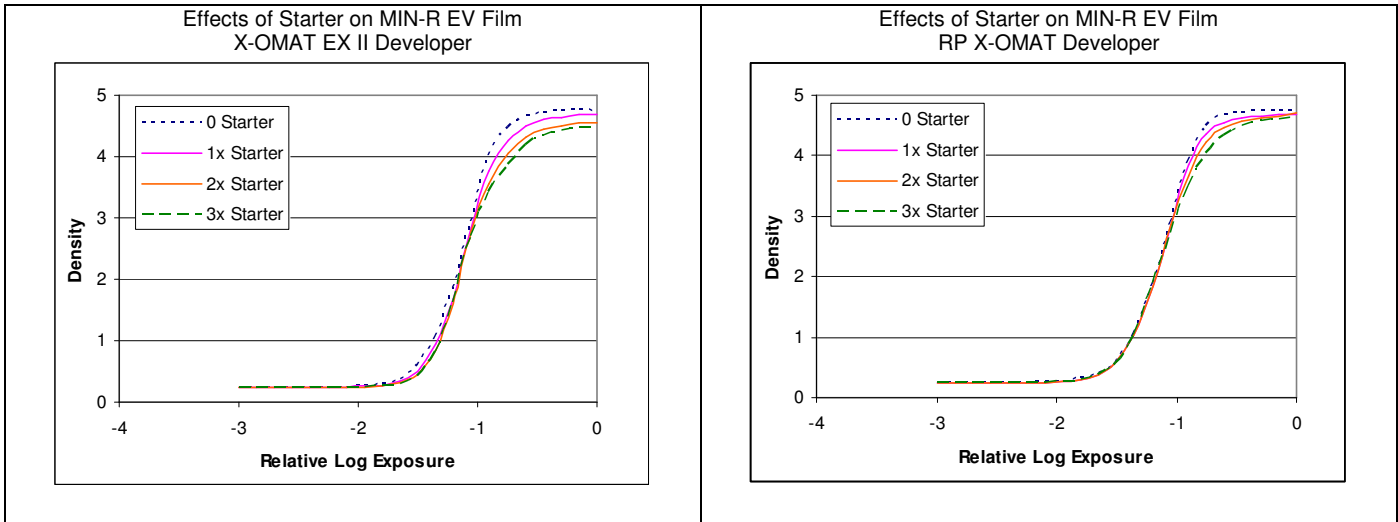 Effects of Starter on MIN-R EV Film
X-OMAT EX II Developer
5
4
3
2
1
0
Density
0 Starter
1x Starter
2x Starter
3x Starter
-4
-3
-2
-1
0
Relative Log Exposure
Effects of Starter on MIN-R EV Film
RP X-OMAT Developer
5
4
3
2
1
0
Density
0 Starter
1x Starter
2x Starter
3x Starter
-4
-3
-2
-1
0
Relative Log Exposure